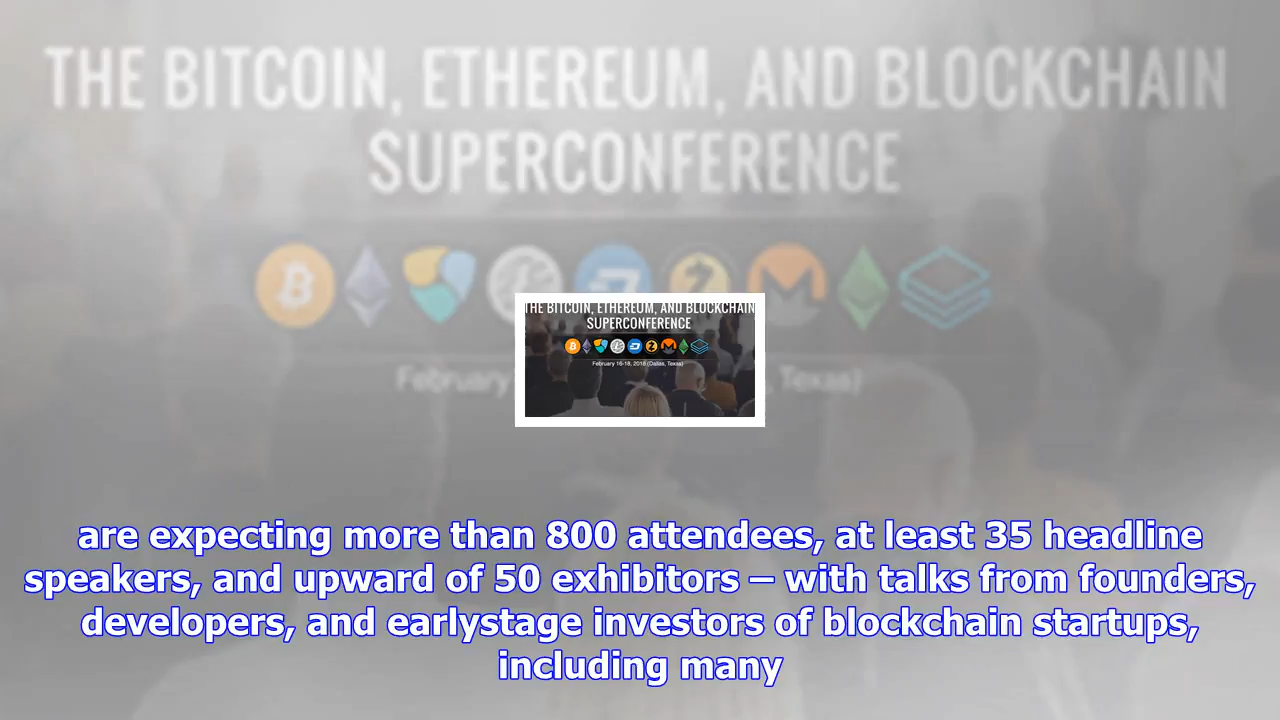 THE BITCOIN, ETHEREUM, AND BLOCKCHAIN
SUPERCONFERENCE
February
Texas)
THE BITCOIN, ETHEREUM, AND BLOCKCHAIN
SUPERCONFERENCE
February 16-18, 2018 (Dallas, Texas)
are expecting more than 800 attendees, at least 35 headline
speakers, and upward of 50 exhibitors – with talks from founders,
developers, and earlystage investors of blockchain startups,
including many